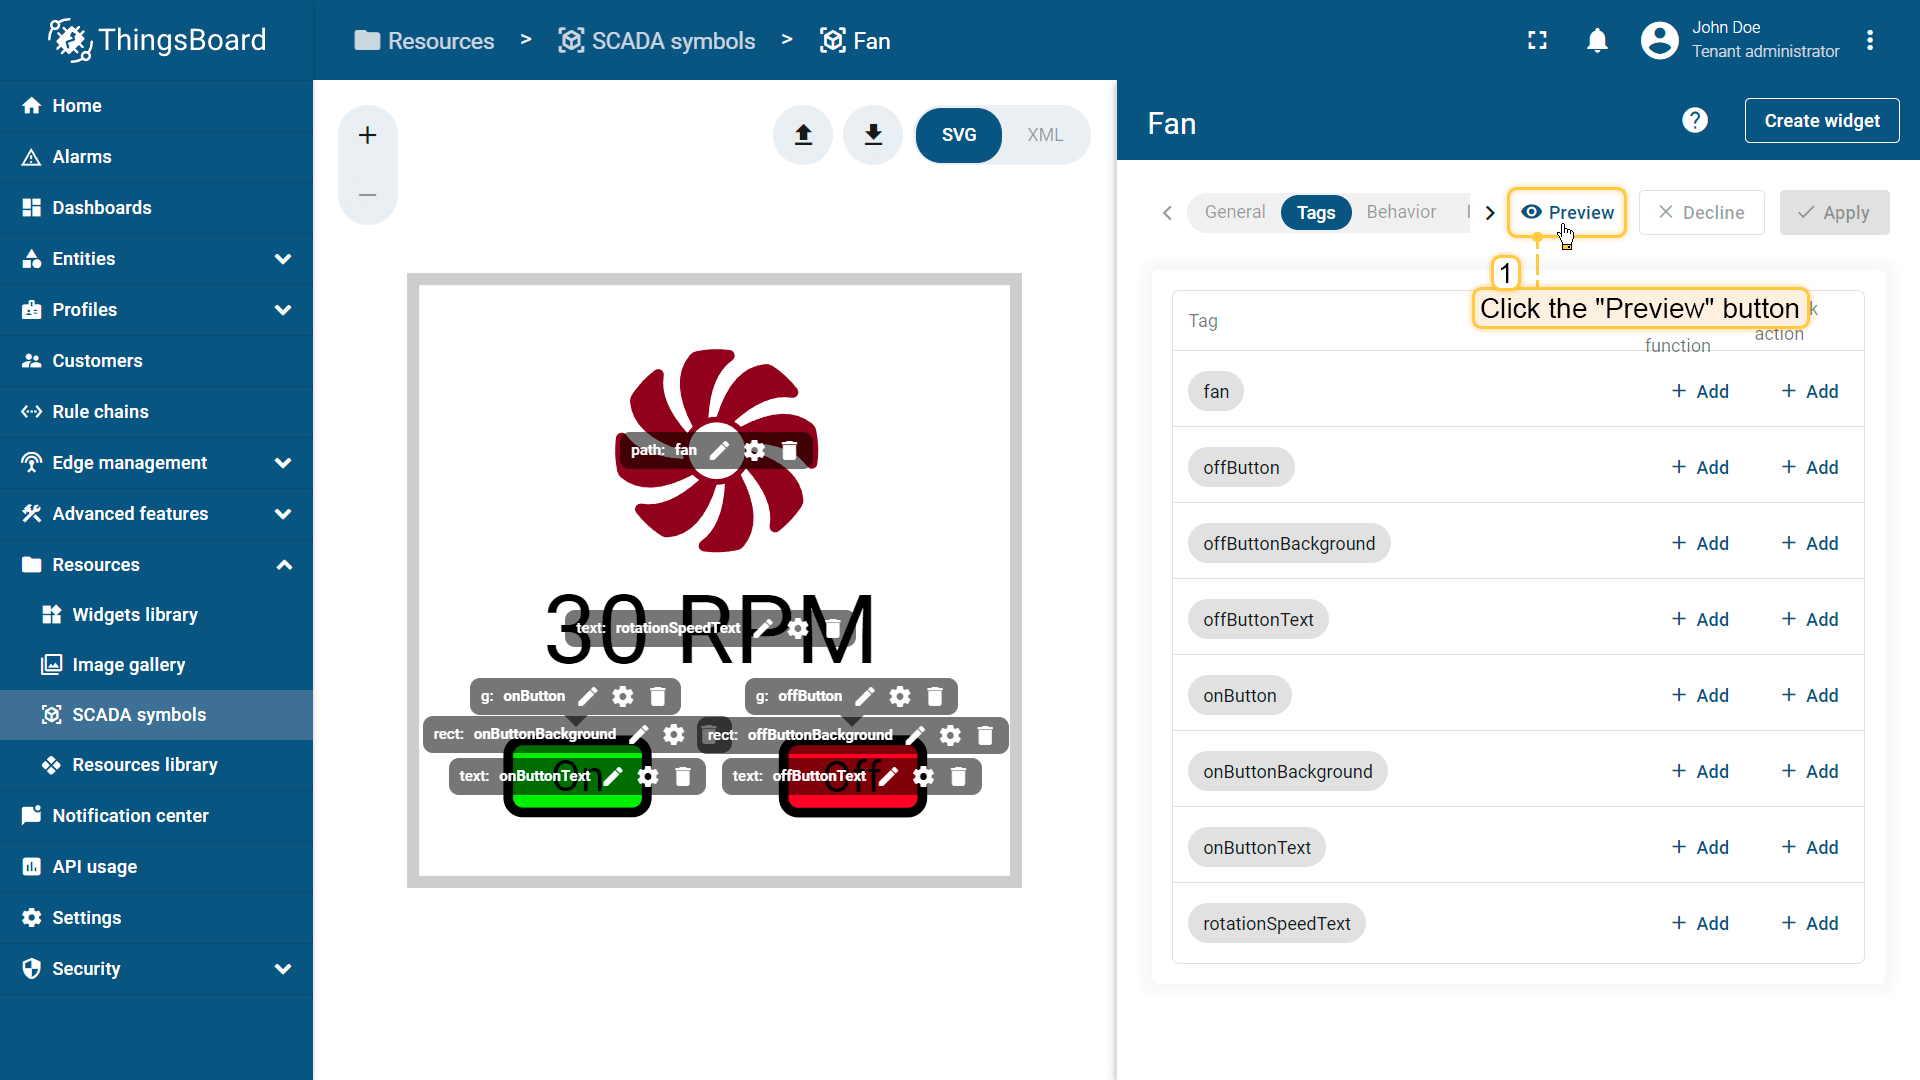 ThingsBoard
Resources > SCADA symbols > Fan
John Doe
Tenant administrator
Home
Alarms
Dashboards
Entities
Profiles
Customers
Rule chains
Edge management
Advanced features
Resources
Widgets library
Image gallery
SCADA symbols
Resources library
Notification center
API usage
Settings
Security
SVG
XML
path: fan
30 RPM
text: rotationSpeedText
g: onButton
g: offButton
rect: onButtonBackground
rect: offButtonBackground
On
Off
text: onButtonText
text: offButtonText
Fan
? Create widget
General Tags Behavior
Preview
Decline
Apply
1
Click the "Preview" button
Tag
function
action
fan
+ Add + Add
offButton
+ Add + Add
offButtonBackground
+ Add + Add
offButtonText
+ Add + Add
onButton
+ Add + Add
onButtonBackground
+ Add + Add
onButtonText
+ Add + Add
rotationSpeedText
+ Add + Add